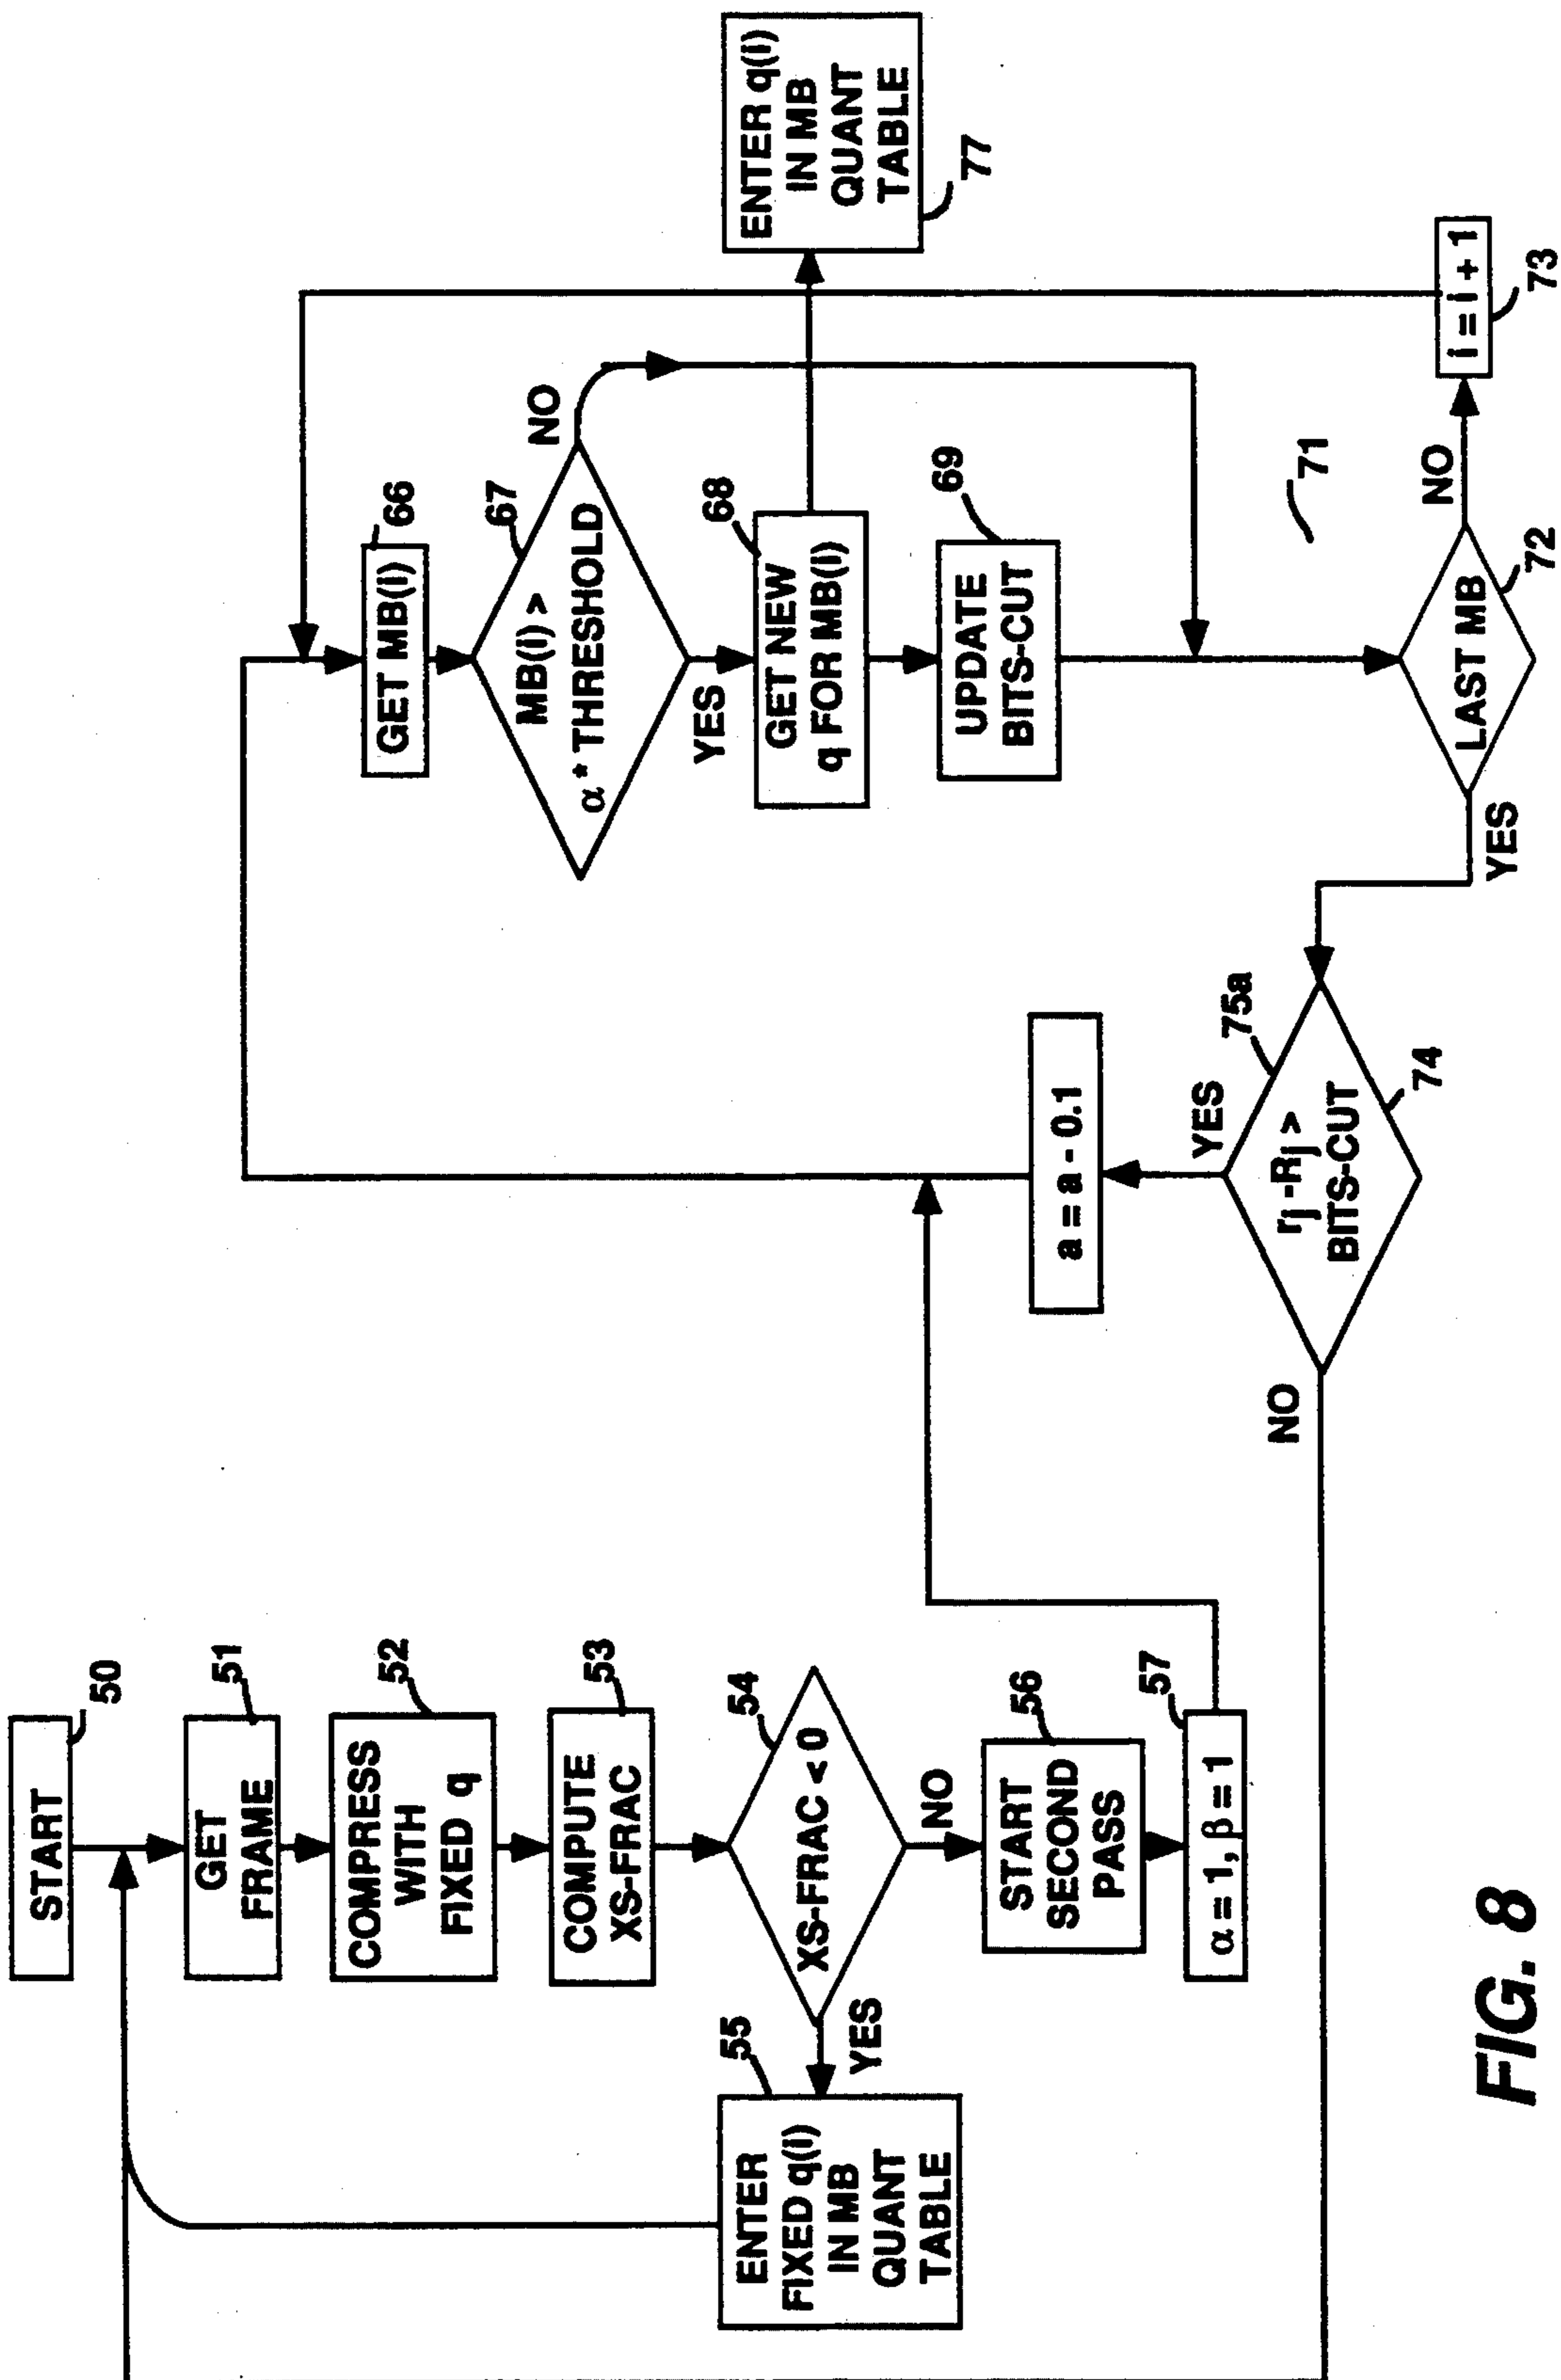 START
50
GET
FRAME
51
COMPRESS
WITH
FIXED q
52
COMPUTE
XS-FRAC
53
XS-FRAC < 0
54
YES
NO
ENTER
FIXED q(i)
IN MB
QUANT
TABLE
55
START
SECOND
PASS
56
α = 1, β = 1
57
GET MB(i)
66
MB(i) >
α * THRESHOLD
67
NO
YES
GET NEW
q FOR MB(i)
68
ENTER q(i)
IN MB
QUANT
TABLE
77
UPDATE
BITS-CUT
69
71
LAST MB
72
NO
YES
i = i + 1
73
a = a - 0.1
YES
75a
rj -Rj >
BITS-CUT
74
NO
FIG. 8